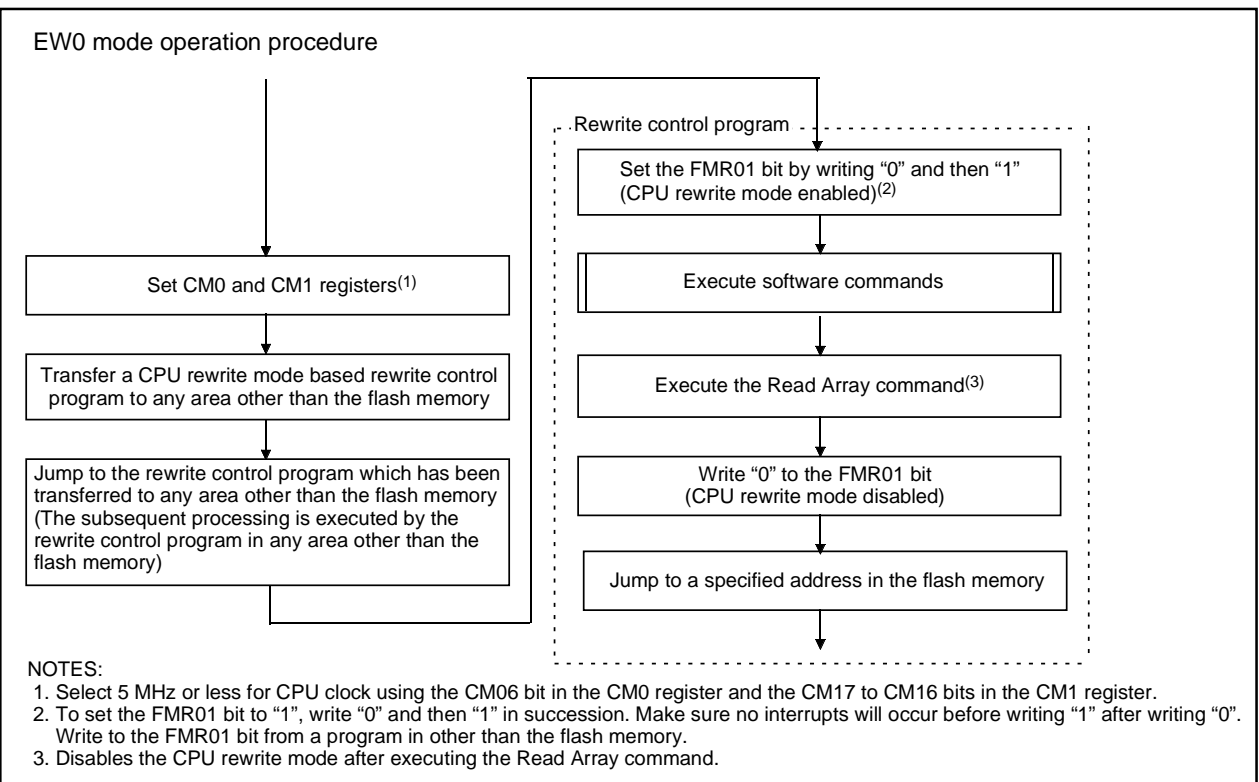 EW0 mode operation procedure
Set CM0 and CM1 registers(1)
Transfer a CPU rewrite mode based rewrite control
program to any area other than the flash memory
Jump to the rewrite control program which has been
transferred to any area other than the flash memory
(The subsequent processing is executed by the
rewrite control program in any area other than the
flash memory)
Rewrite control program
Set the FMR01 bit by writing “0” and then “1”
(CPU rewrite mode enabled)(2)
Execute software commands
Execute the Read Array command(3)
Write “0” to the FMR01 bit
(CPU rewrite mode disabled)
Jump to a specified address in the flash memory
NOTES:
1. Select 5 MHz or less for CPU clock using the CM06 bit in the CM0 register and the CM17 to CM16 bits in the CM1 register.
2. To set the FMR01 bit to “1”, write “0” and then “1” in succession. Make sure no interrupts will occur before writing “1” after writing “0”.
Write to the FMR01 bit from a program in other than the flash memory.
3. Disables the CPU rewrite mode after executing the Read Array command.